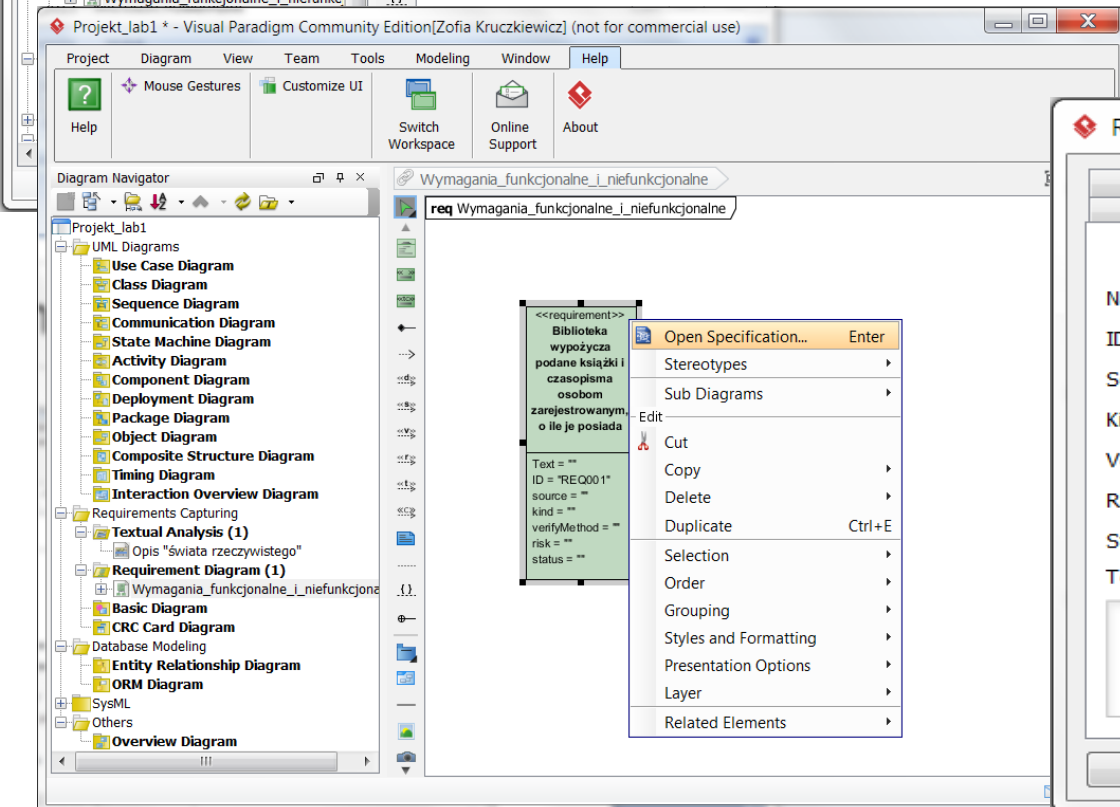 Wymagania_funkcjonalne_i_niefunkc
Projekt_lab1 * - Visual Paradigm Community Edition[Zofia Kruczkiewicz] (not for commercial use)
Project Diagram View Team Tools Modeling Window Help
Mouse Gestures Customize UI
Help Switch Workspace Online Support About
Diagram Navigator
Projekt_lab1
UML Diagrams
Use Case Diagram
Class Diagram
Sequence Diagram
Communication Diagram
State Machine Diagram
Activity Diagram
Component Diagram
Deployment Diagram
Package Diagram
Object Diagram
Composite Structure Diagram
Timing Diagram
Interaction Overview Diagram
Requirements Capturing
Textual Analysis (1)
Opis "świata rzeczywistego"
Requirement Diagram (1)
Wymagania_funkcjonalne_i_niefunkcjona
Basic Diagram
CRC Card Diagram
Database Modeling
Entity Relationship Diagram
ORM Diagram
SysML
Others
Overview Diagram
Wymagania_funkcjonalne_i_niefunkcjonalne
req Wymagania_funkcjonalne_i_niefunkcjonalne
<<requirement>>
Biblioteka
wypożycza
podane książki i
czasopisma
osobom
zarejestrowanym,
o ile je posiada
Text = ""
ID = "REQ001"
source = ""
kind = ""
verifyMethod = ""
risk = ""
status = ""
Open Specification... Enter
Stereotypes
Sub Diagrams
Edit
Cut
Copy
Delete
Duplicate Ctrl+E
Selection
Order
Grouping
Styles and Formatting
Presentation Options
Layer
Related Elements